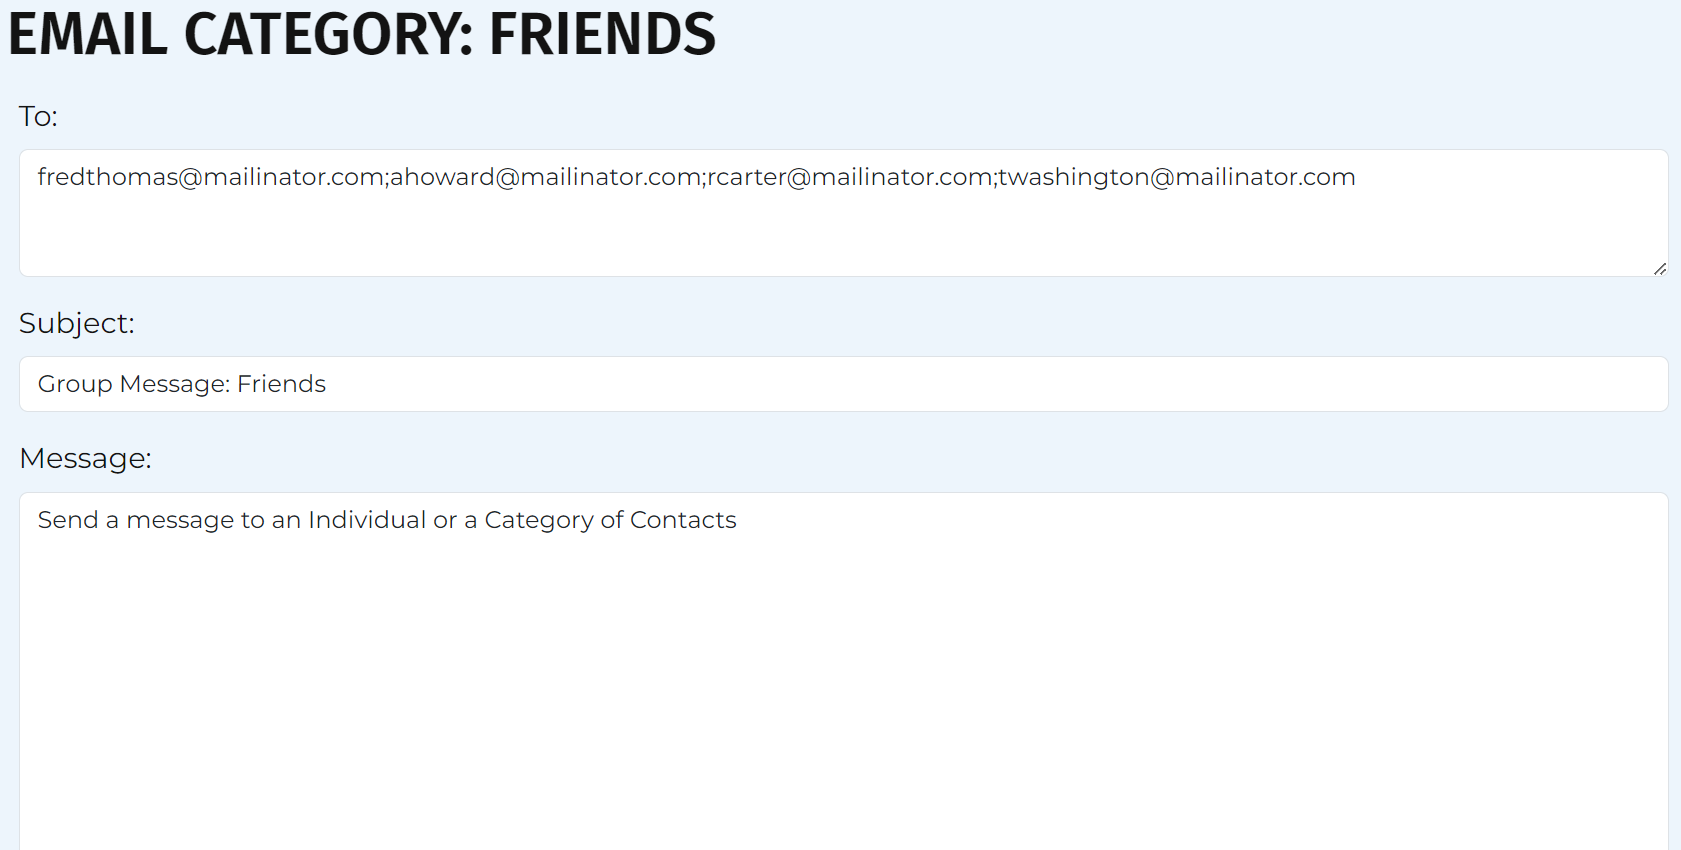 EMAIL CATEGORY: FRIENDS
To:
fredthomas@mailinator.com;ahoward@mailinator.com;rcarter@mailinator.com;twashington@mailinator.com
Subject:
Group Message: Friends
Message:
Send a message to an Individual or a Category of Contacts